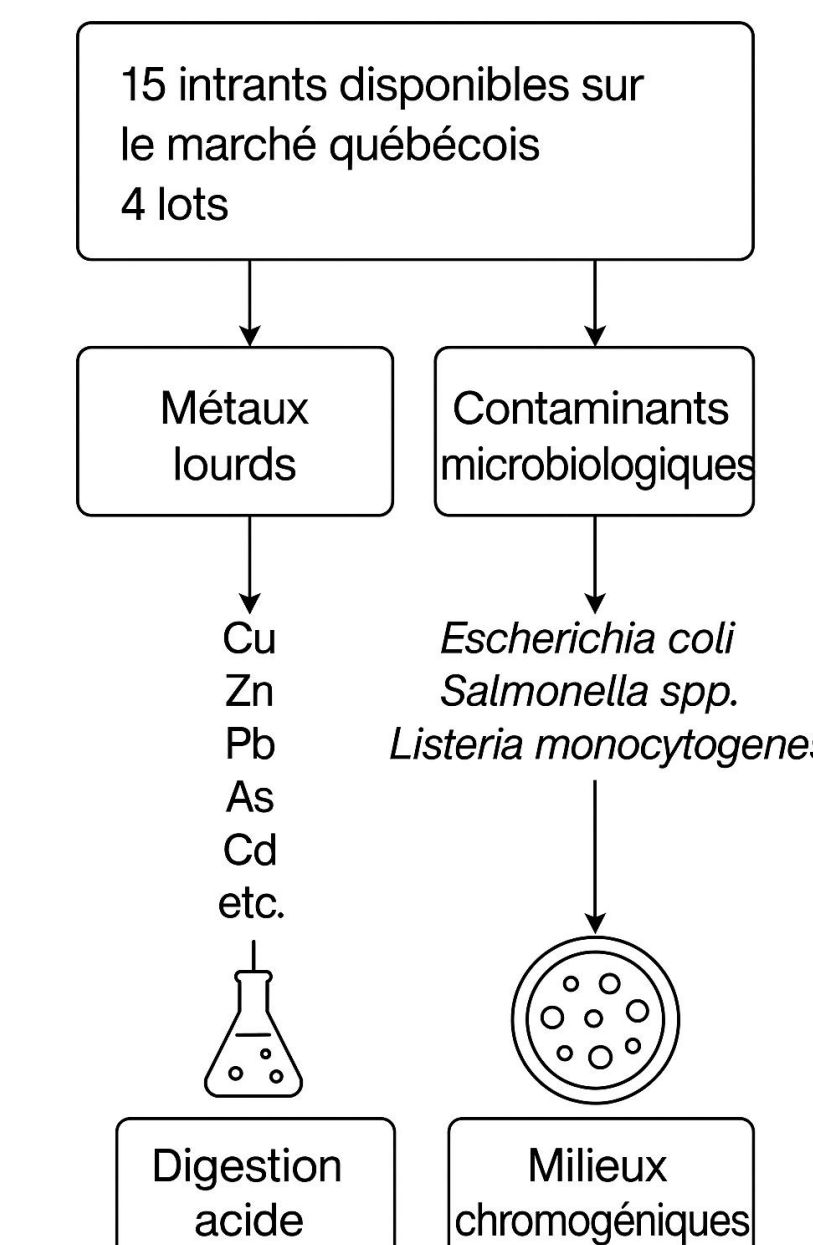 15 intrants disponibles sur
le marché québécois
4 lots
Métaux
lourds
Contaminants
microbiologiques
Cu
Zn
Pb
As
Cd
etc.
Escherichia coli
Salmonella spp.
Listeria monocytogenes
Digestion
acide
Milieux
chromogéniques